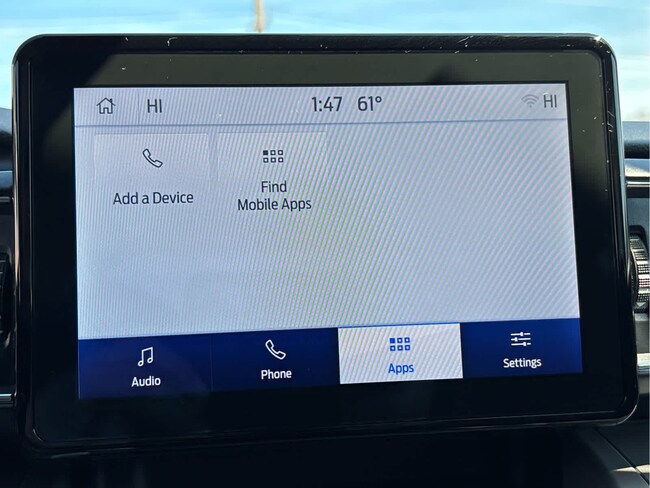 HI 1:47 61° HI
Add a Device
Find
Mobile Apps
Audio
Phone
Apps
Settings